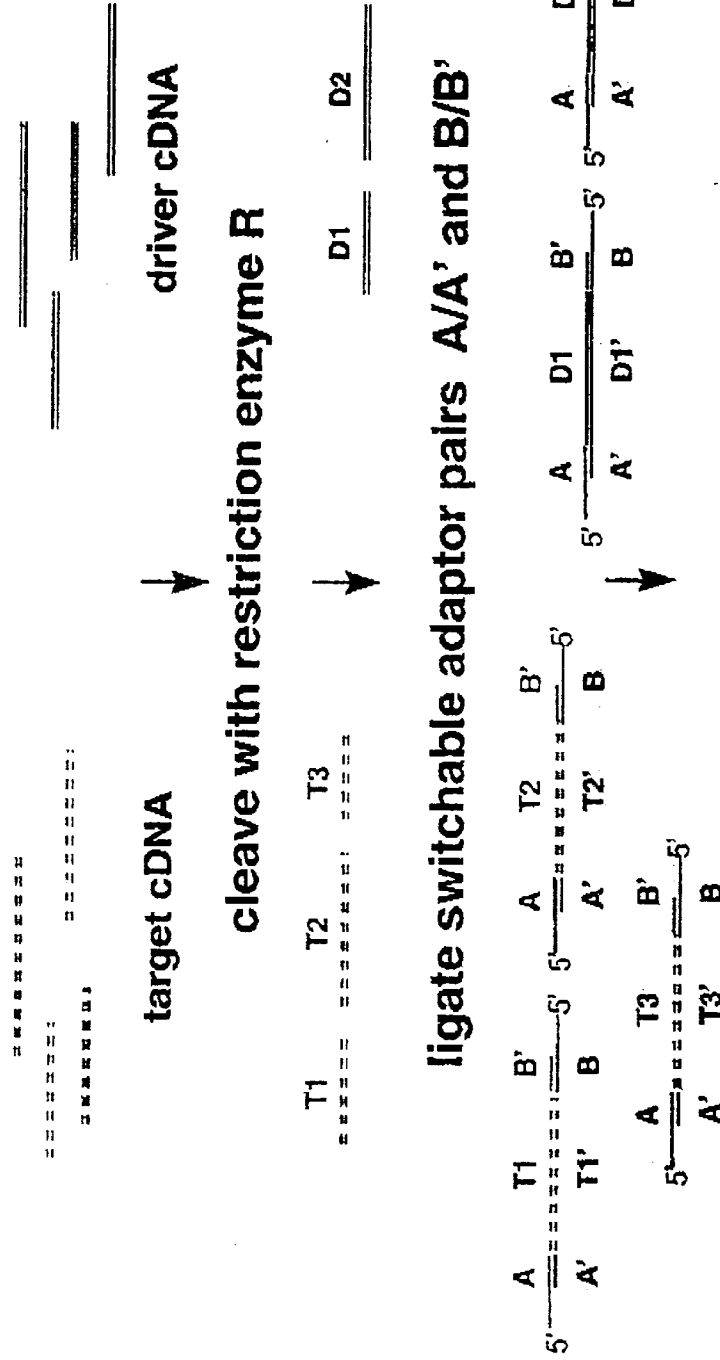 target cDNA driver cDNA
cleave with restriction enzyme R
T1 T2 T3 D1 D2
ligate switchable adaptor pairs A/A' and B/B'
A T1 B' A T2 B' A D1 B' A
5' 5' 5' 5' 5' 5' 5'
A' T1' B A' T2' B A' D1' B A'
A T3 B'
5' 5'
A' T3' B